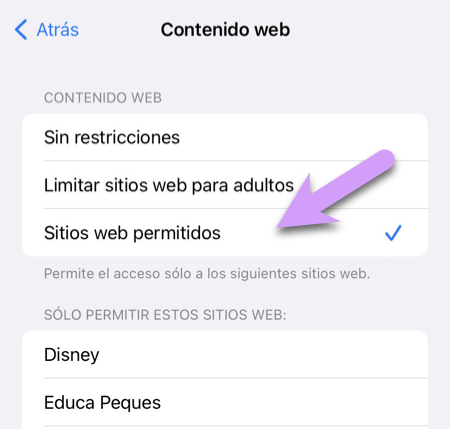 Atrás
Contenido web
CONTENIDO WEB
Sin restricciones
Limitar sitios web para adultos
Sitios web permitidos
Permite el acceso sólo a los siguientes sitios web.
SÓLO PERMITIR ESTOS SITIOS WEB:
Disney
Educa Peques